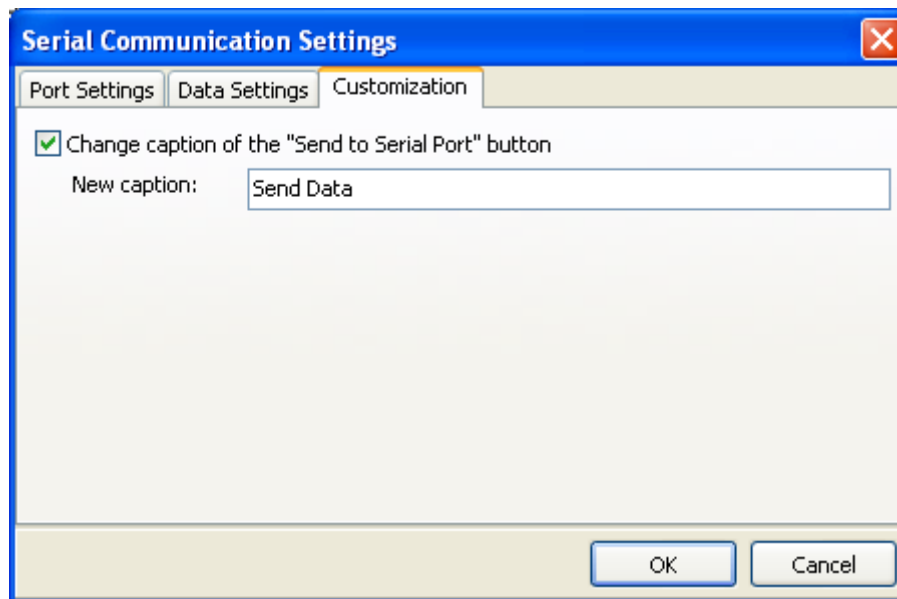 Serial Communication Settings
Port Settings Data Settings Customization
Change caption of the "Send to Serial Port" button
New caption: Send Data
OK Cancel